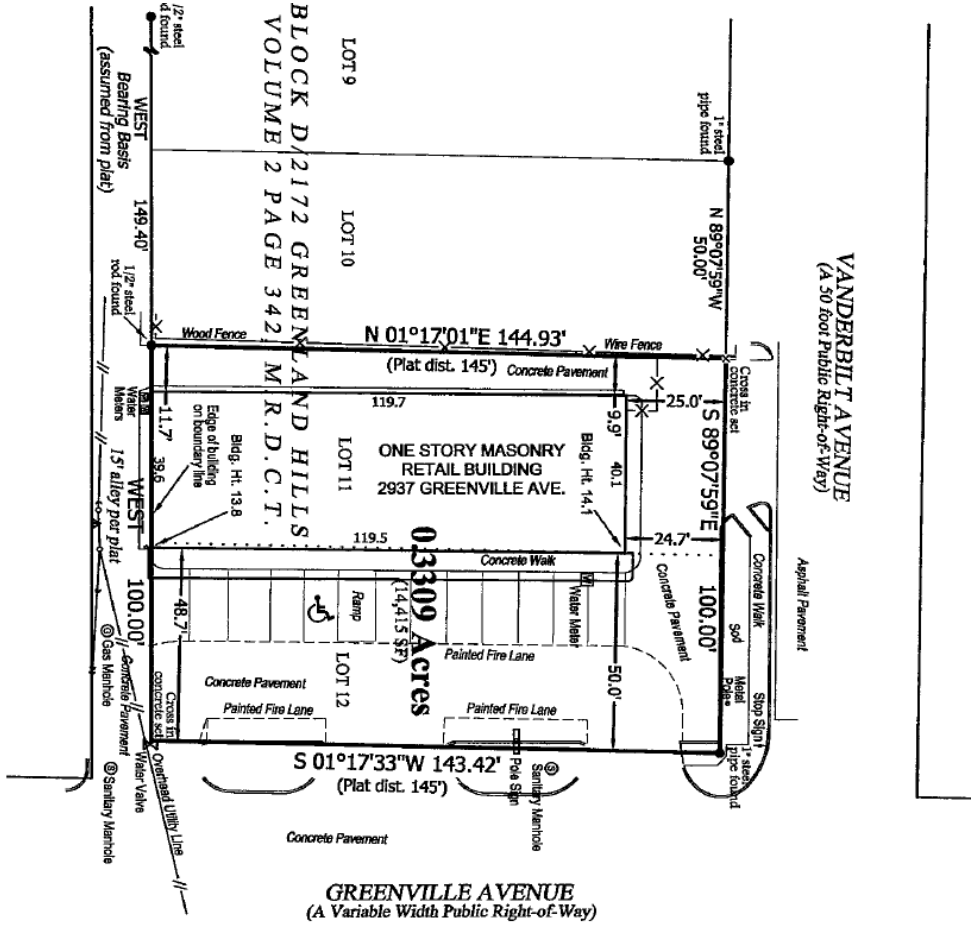 BLOCK D/2172 GREENLAND HILLS
VOLUME 2 PAGE 342, M.R.D.C.T.
LOT 9
LOT 10
LOT 11
LOT 12
/2" steel
d found
WEST
Bearing Basis
(assumed from plat)
149.40'
1/2" steel
rod found
1" steel
pipe found
N 89°07'59"W
50.00'
VANDERBILT AVENUE
(A 50 foot Public Right-of-Way)
Wood Fence
N 01°17'01"E 144.93'
Wire Fence
(Plat dist. 145')
Concrete Pavement
Cross in
concrete set
Water
Meters
11.7'
39.6
Edge of building
on boundary line
Bldg. Ht. 13.8
119.7
ONE STORY MASONRY
RETAIL BUILDING
2937 GREENVILLE AVE.
Bldg. Ht. 14.1
9.9'
40.1
25.0'
S 89°07'59"E
100.00'
24.7'
119.5
Concrete Walk
15' alley per plat
WEST
100.00'
48.7'
Ramp
0.3309 Acres
(14,415 SF)
Water Meter
WM
Concrete Pavement
Painted Fire Lane
50.0'
Concrete Pavement
Painted Fire Lane
Painted Fire Lane
Asphalt Pavement
Concrete Walk
Sod
Metal
Pole
Stop Sign
1" steel
pipe found
Cross in
concrete set
S 01°17'33"W 143.42'
(Plat dist. 145')
Pole Sign
Sanitary Manhole
S
G Gas Manhole
Concrete Pavement
S Sanitary Manhole
Water Valve
Overhead Utility Line
Concrete Pavement
GREENVILLE AVENUE
(A Variable Width Public Right-of-Way)